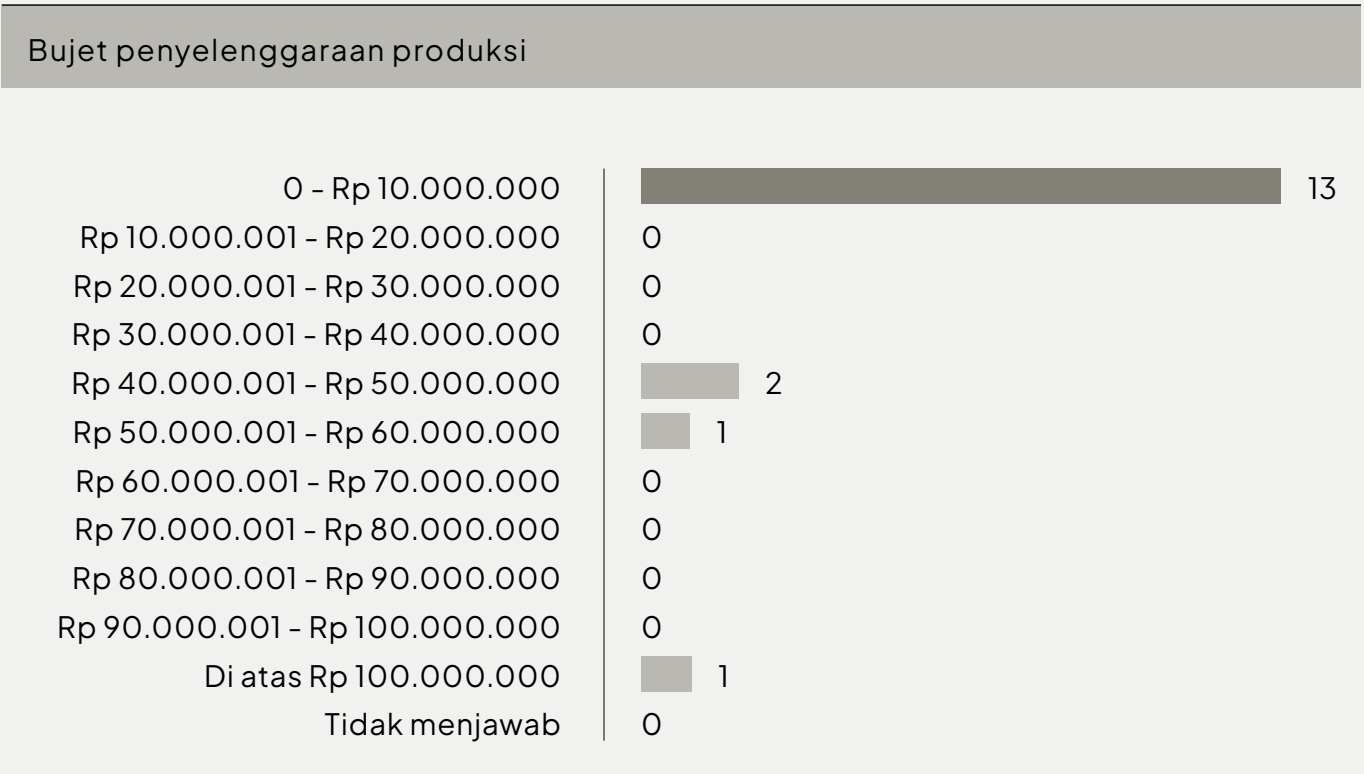 Bujet penyelenggaraan produksi
0 - Rp 10.000.000 13
Rp 10.000.001 - Rp 20.000.000 0
Rp 20.000.001 - Rp 30.000.000 0
Rp 30.000.001 - Rp 40.000.000 0
Rp 40.000.001 - Rp 50.000.000 2
Rp 50.000.001 - Rp 60.000.000 1
Rp 60.000.001 - Rp 70.000.000 0
Rp 70.000.001 - Rp 80.000.000 0
Rp 80.000.001 - Rp 90.000.000 0
Rp 90.000.001 - Rp 100.000.000 0
Di atas Rp 100.000.000 1
Tidak menjawab 0